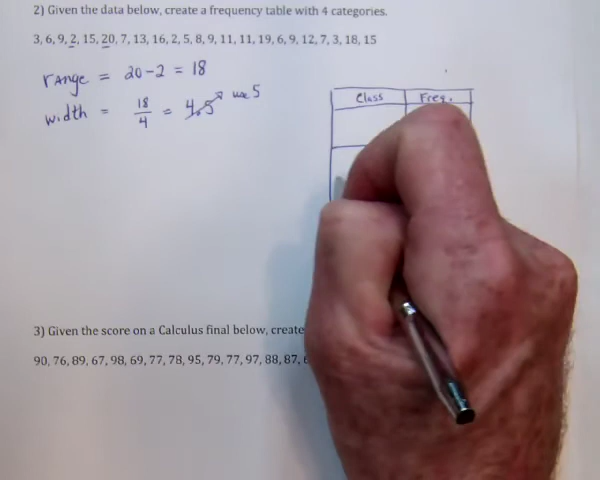 2) Given the data below, create a frequency table with 4 categories.
3, 6, 9, 2, 15, 20, 7, 13, 16, 2, 5, 8, 9, 11, 11, 19, 6, 9, 12, 7, 3, 18, 15
range = 20-2 = 18
width = 18/4 = 4.5 use 5
Class Freq.
3) Given the score on a Calculus final below, create
90, 76, 89, 67, 98, 69, 77, 78, 95, 79, 77, 97, 88, 87,